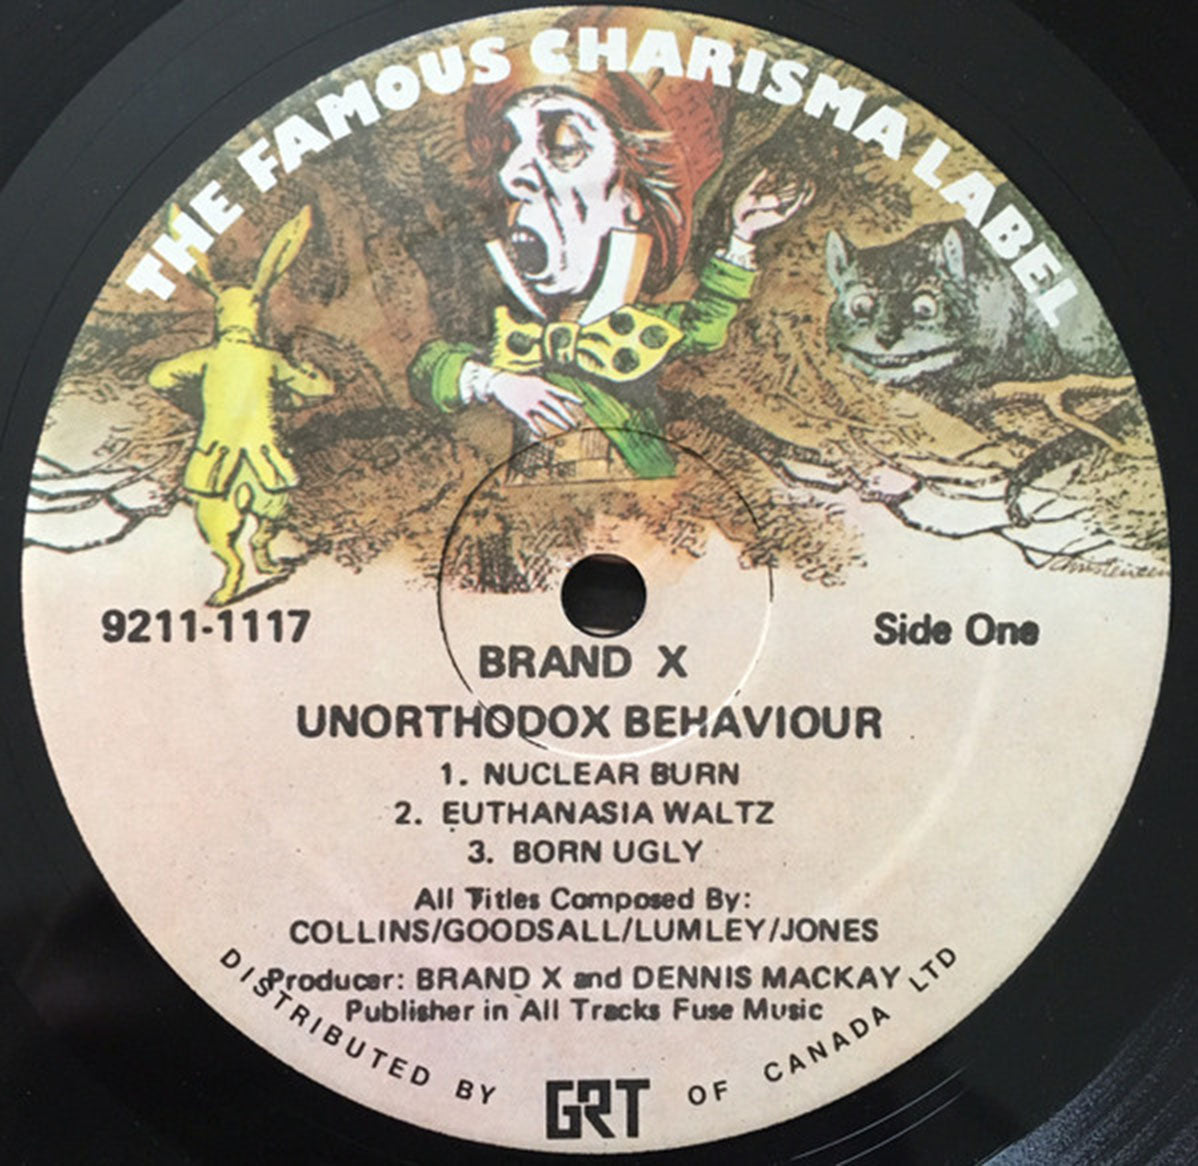 THE FAMOUS CHARISMA LABEL
9211-1117
Side One
BRAND X
UNORTHODOX BEHAVIOUR
1. NUCLEAR BURN
2. EUTHANASIA WALTZ
3. BORN UGLY
All Titles Composed By:
COLLINS/GOODSALL/LUMLEY/JONES
Producer: BRAND X and DENNIS MACKAY
Publisher in All Tracks Fuse Music
DISTRIBUTED BY GRT OF CANADA LTD